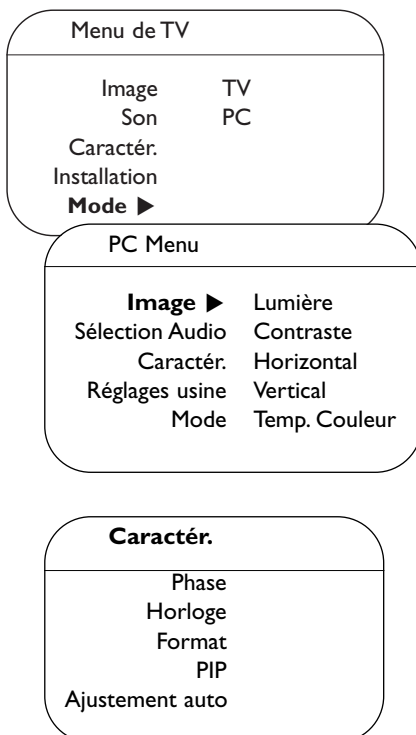 Menu de TV
Image TV
Son PC
Caractér.
Installation
Mode ▶
PC Menu
Image ▶ Lumière
Sélection Audio Contraste
Caractér. Horizontal
Réglages usine Vertical
Mode Temp. Couleur
Caractér.
Phase
Horloge
Format
PIP
Ajustement auto